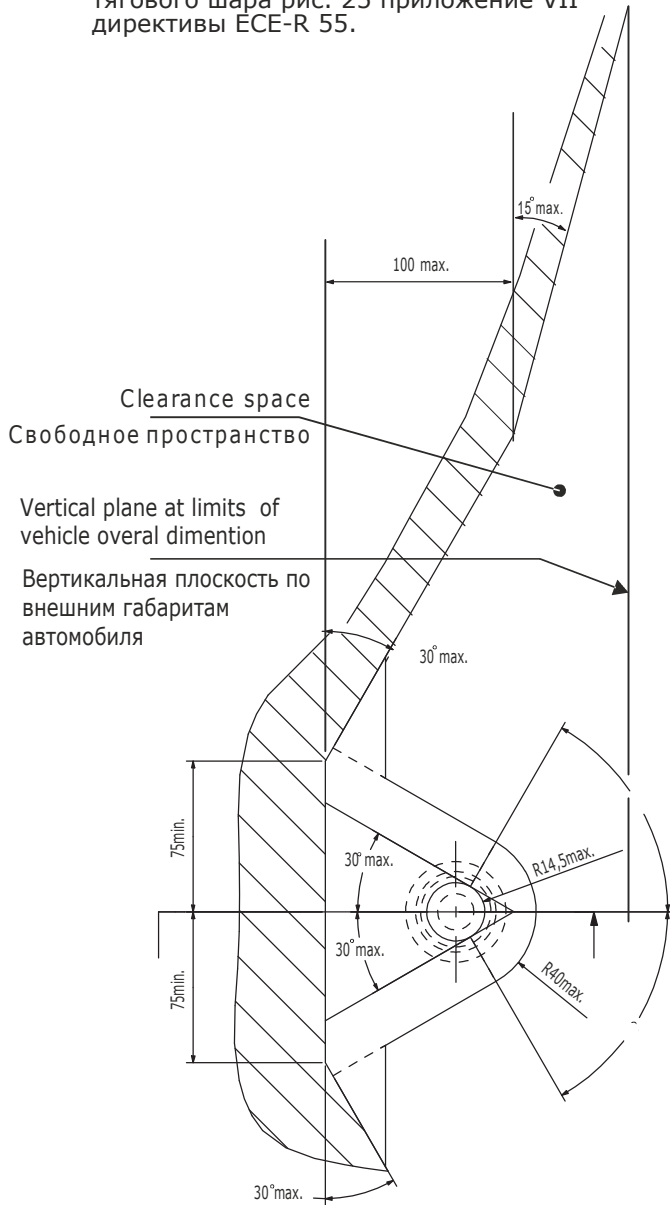 тягового шара рис. 25 приложение VII
директивы ECE-R 55.
15° max.
100 max.
Clearance space
Свободное пространство
Vertical plane at limits of
vehicle overal dimention
Вертикальная плоскость по
внешним габаритам
автомобиля
30° max.
75min.
30° max.
R14,5max.
30° max.
75min.
R40max.
30° max.